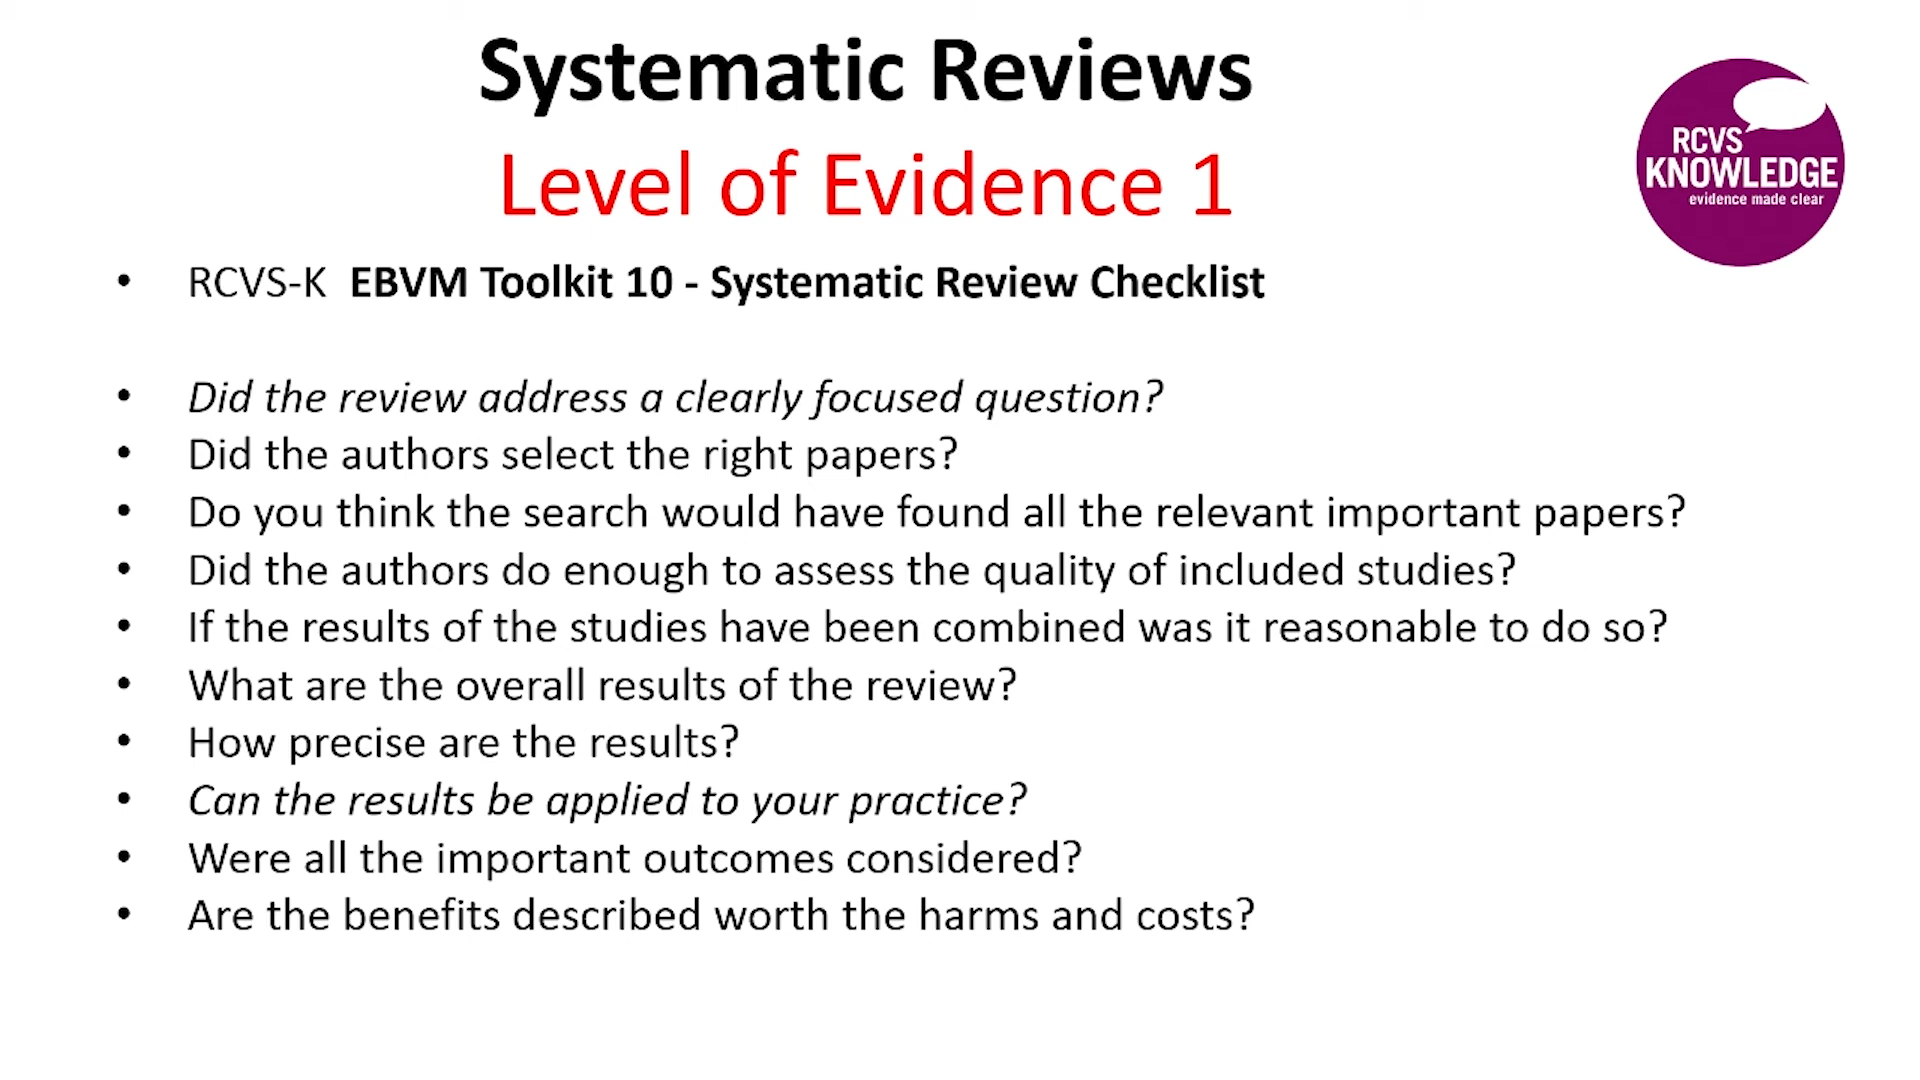 Systematic Reviews
Level of Evidence 1
RCVS
KNOWLEDGE
evidence made clear
• RCVS-K EBVM Toolkit 10 - Systematic Review Checklist
• Did the review address a clearly focused question?
• Did the authors select the right papers?
• Do you think the search would have found all the relevant important papers?
• Did the authors do enough to assess the quality of included studies?
• If the results of the studies have been combined was it reasonable to do so?
• What are the overall results of the review?
• How precise are the results?
• Can the results be applied to your practice?
• Were all the important outcomes considered?
• Are the benefits described worth the harms and costs?